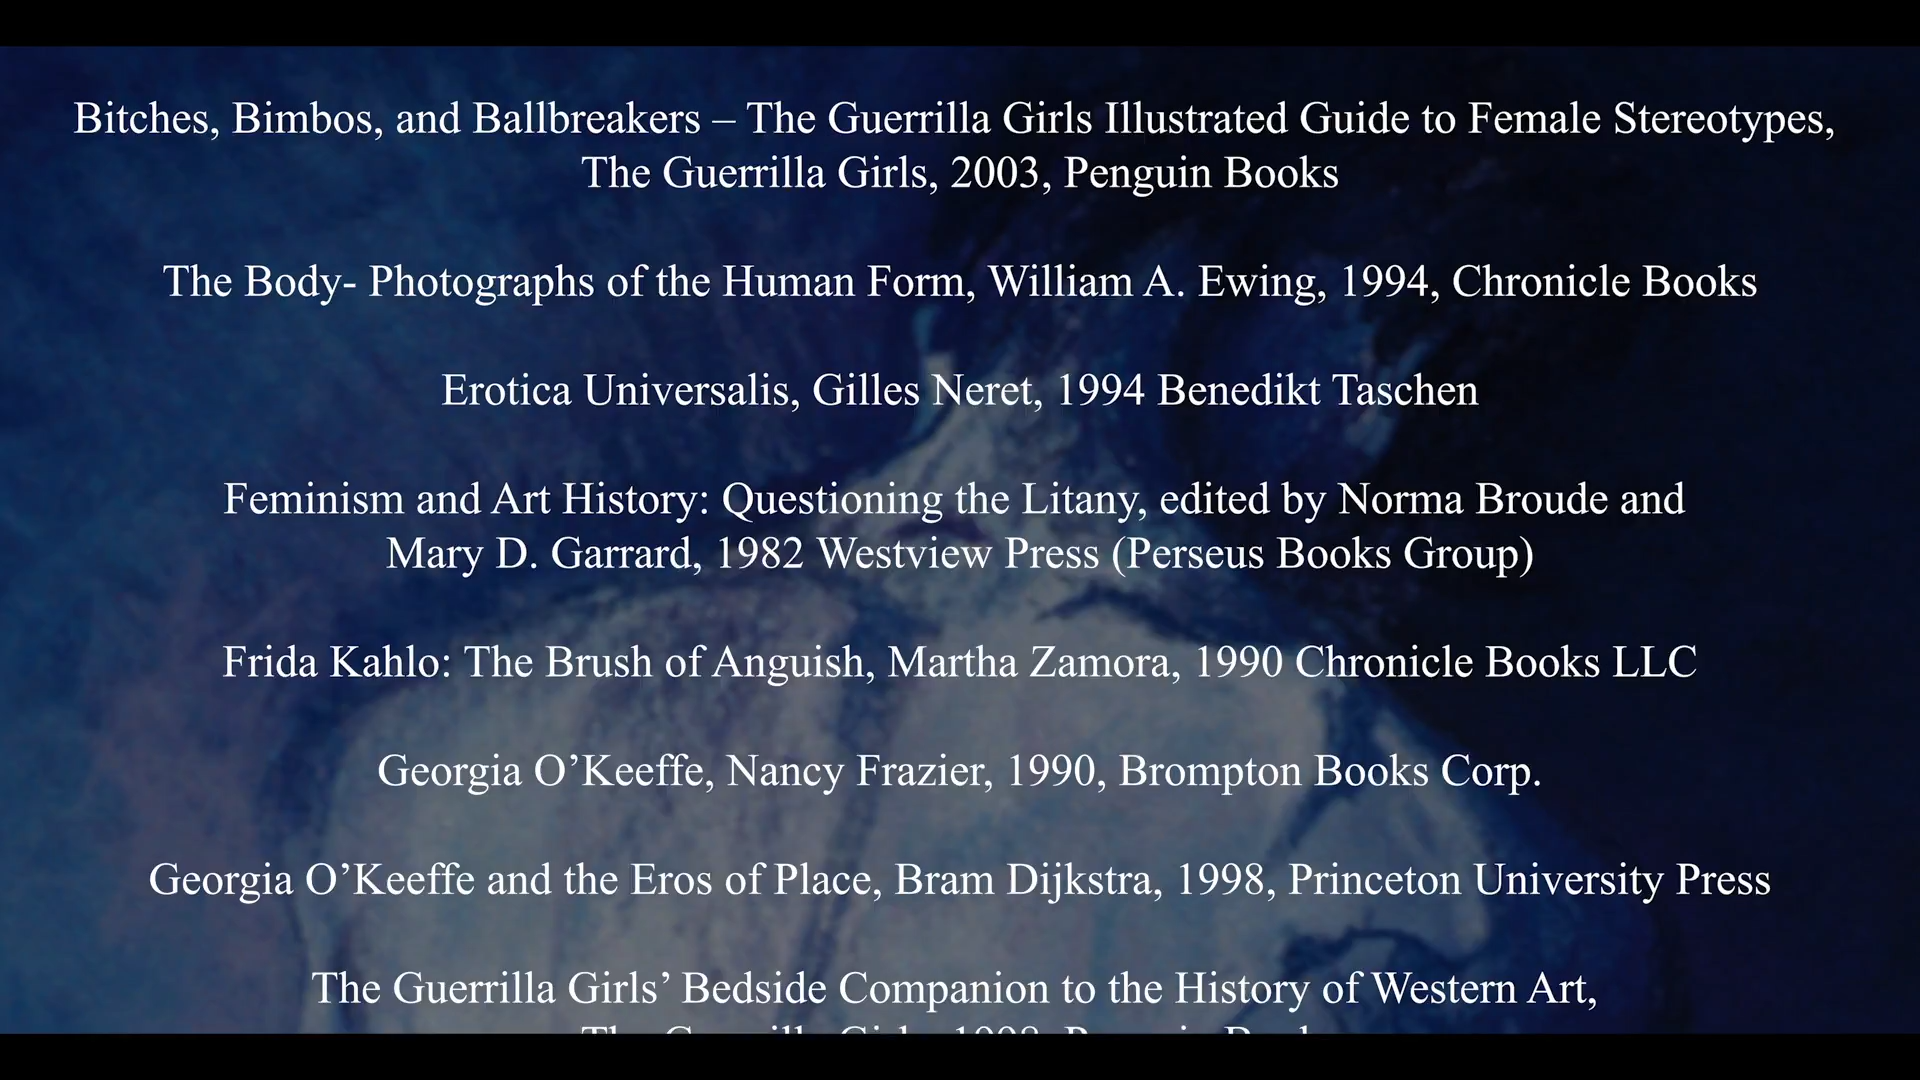 Bitches, Bimbos, and Ballbreakers – The Guerrilla Girls Illustrated Guide to Female Stereotypes,
The Guerrilla Girls, 2003, Penguin Books
The Body- Photographs of the Human Form, William A. Ewing, 1994, Chronicle Books
Erotica Universalis, Gilles Neret, 1994 Benedikt Taschen
Feminism and Art History: Questioning the Litany, edited by Norma Broude and
Mary D. Garrard, 1982 Westview Press (Perseus Books Group)
Frida Kahlo: The Brush of Anguish, Martha Zamora, 1990 Chronicle Books LLC
Georgia O’Keeffe, Nancy Frazier, 1990, Brompton Books Corp.
Georgia O’Keeffe and the Eros of Place, Bram Dijkstra, 1998, Princeton University Press
The Guerrilla Girls’ Bedside Companion to the History of Western Art,